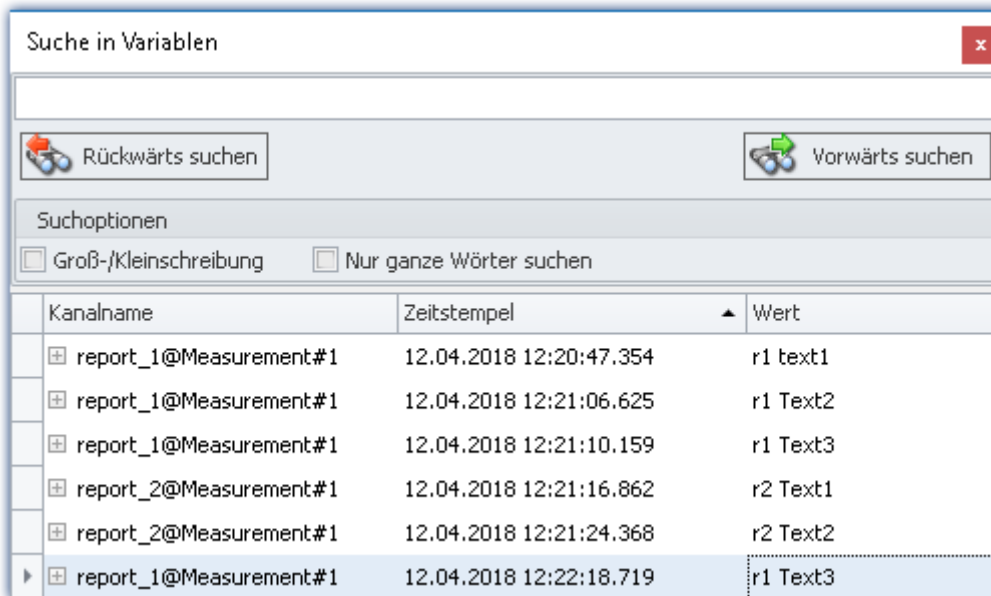 Suche in Variablen
x
Rückwärts suchen Vorwärts suchen
Suchoptionen
Groß-/Kleinschreibung Nur ganze Wörter suchen
Kanalname Zeitstempel Wert
report_1@Measurement#1 12.04.2018 12:20:47.354 r1 text1
report_1@Measurement#1 12.04.2018 12:21:06.625 r1 Text2
report_1@Measurement#1 12.04.2018 12:21:10.159 r1 Text3
report_2@Measurement#1 12.04.2018 12:21:16.862 r2 Text1
report_2@Measurement#1 12.04.2018 12:21:24.368 r2 Text2
report_1@Measurement#1 12.04.2018 12:22:18.719 r1 Text3